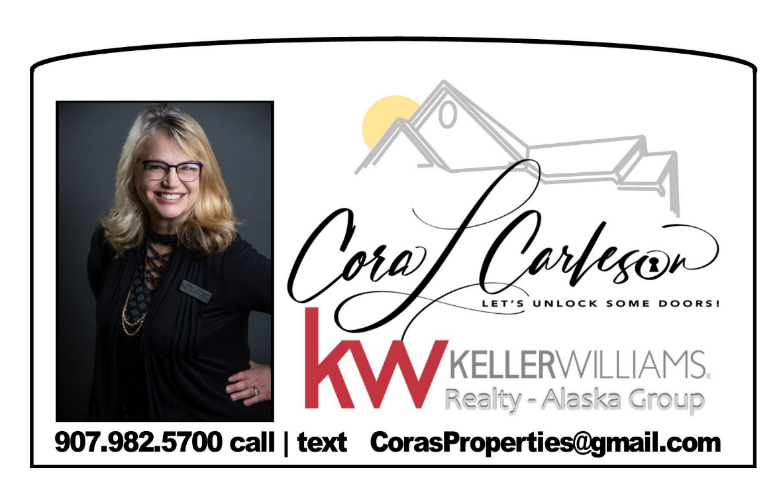 Cora L Carleson
LET'S UNLOCK SOME DOORS!
kw KELLERWILLIAMS.
Realty - Alaska Group
907.982.5700 call | text CorasProperties@gmail.com